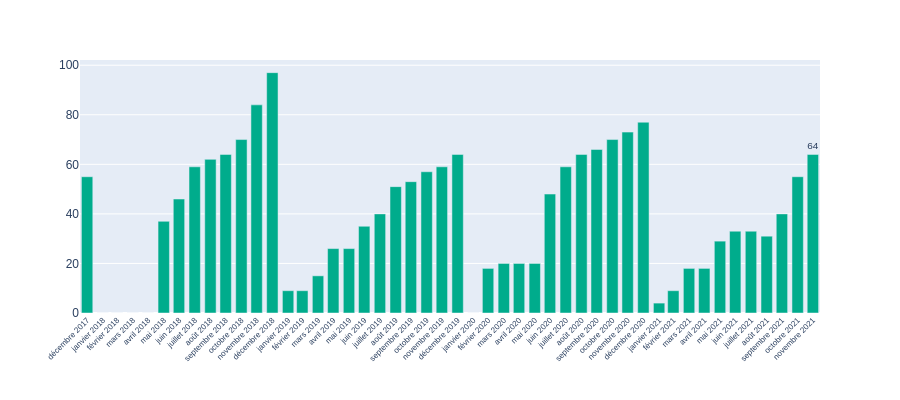 100
80
60
40
20
0
64
décembre 2017
janvier 2018
février 2018
mars 2018
avril 2018
mai 2018
juin 2018
juillet 2018
août 2018
septembre 2018
octobre 2018
novembre 2018
décembre 2018
janvier 2019
février 2019
mars 2019
avril 2019
mai 2019
juin 2019
juillet 2019
août 2019
septembre 2019
octobre 2019
novembre 2019
décembre 2019
janvier 2020
février 2020
mars 2020
avril 2020
mai 2020
juin 2020
juillet 2020
août 2020
septembre 2020
octobre 2020
novembre 2020
décembre 2020
janvier 2021
février 2021
mars 2021
avril 2021
mai 2021
juin 2021
juillet 2021
août 2021
septembre 2021
octobre 2021
novembre 2021